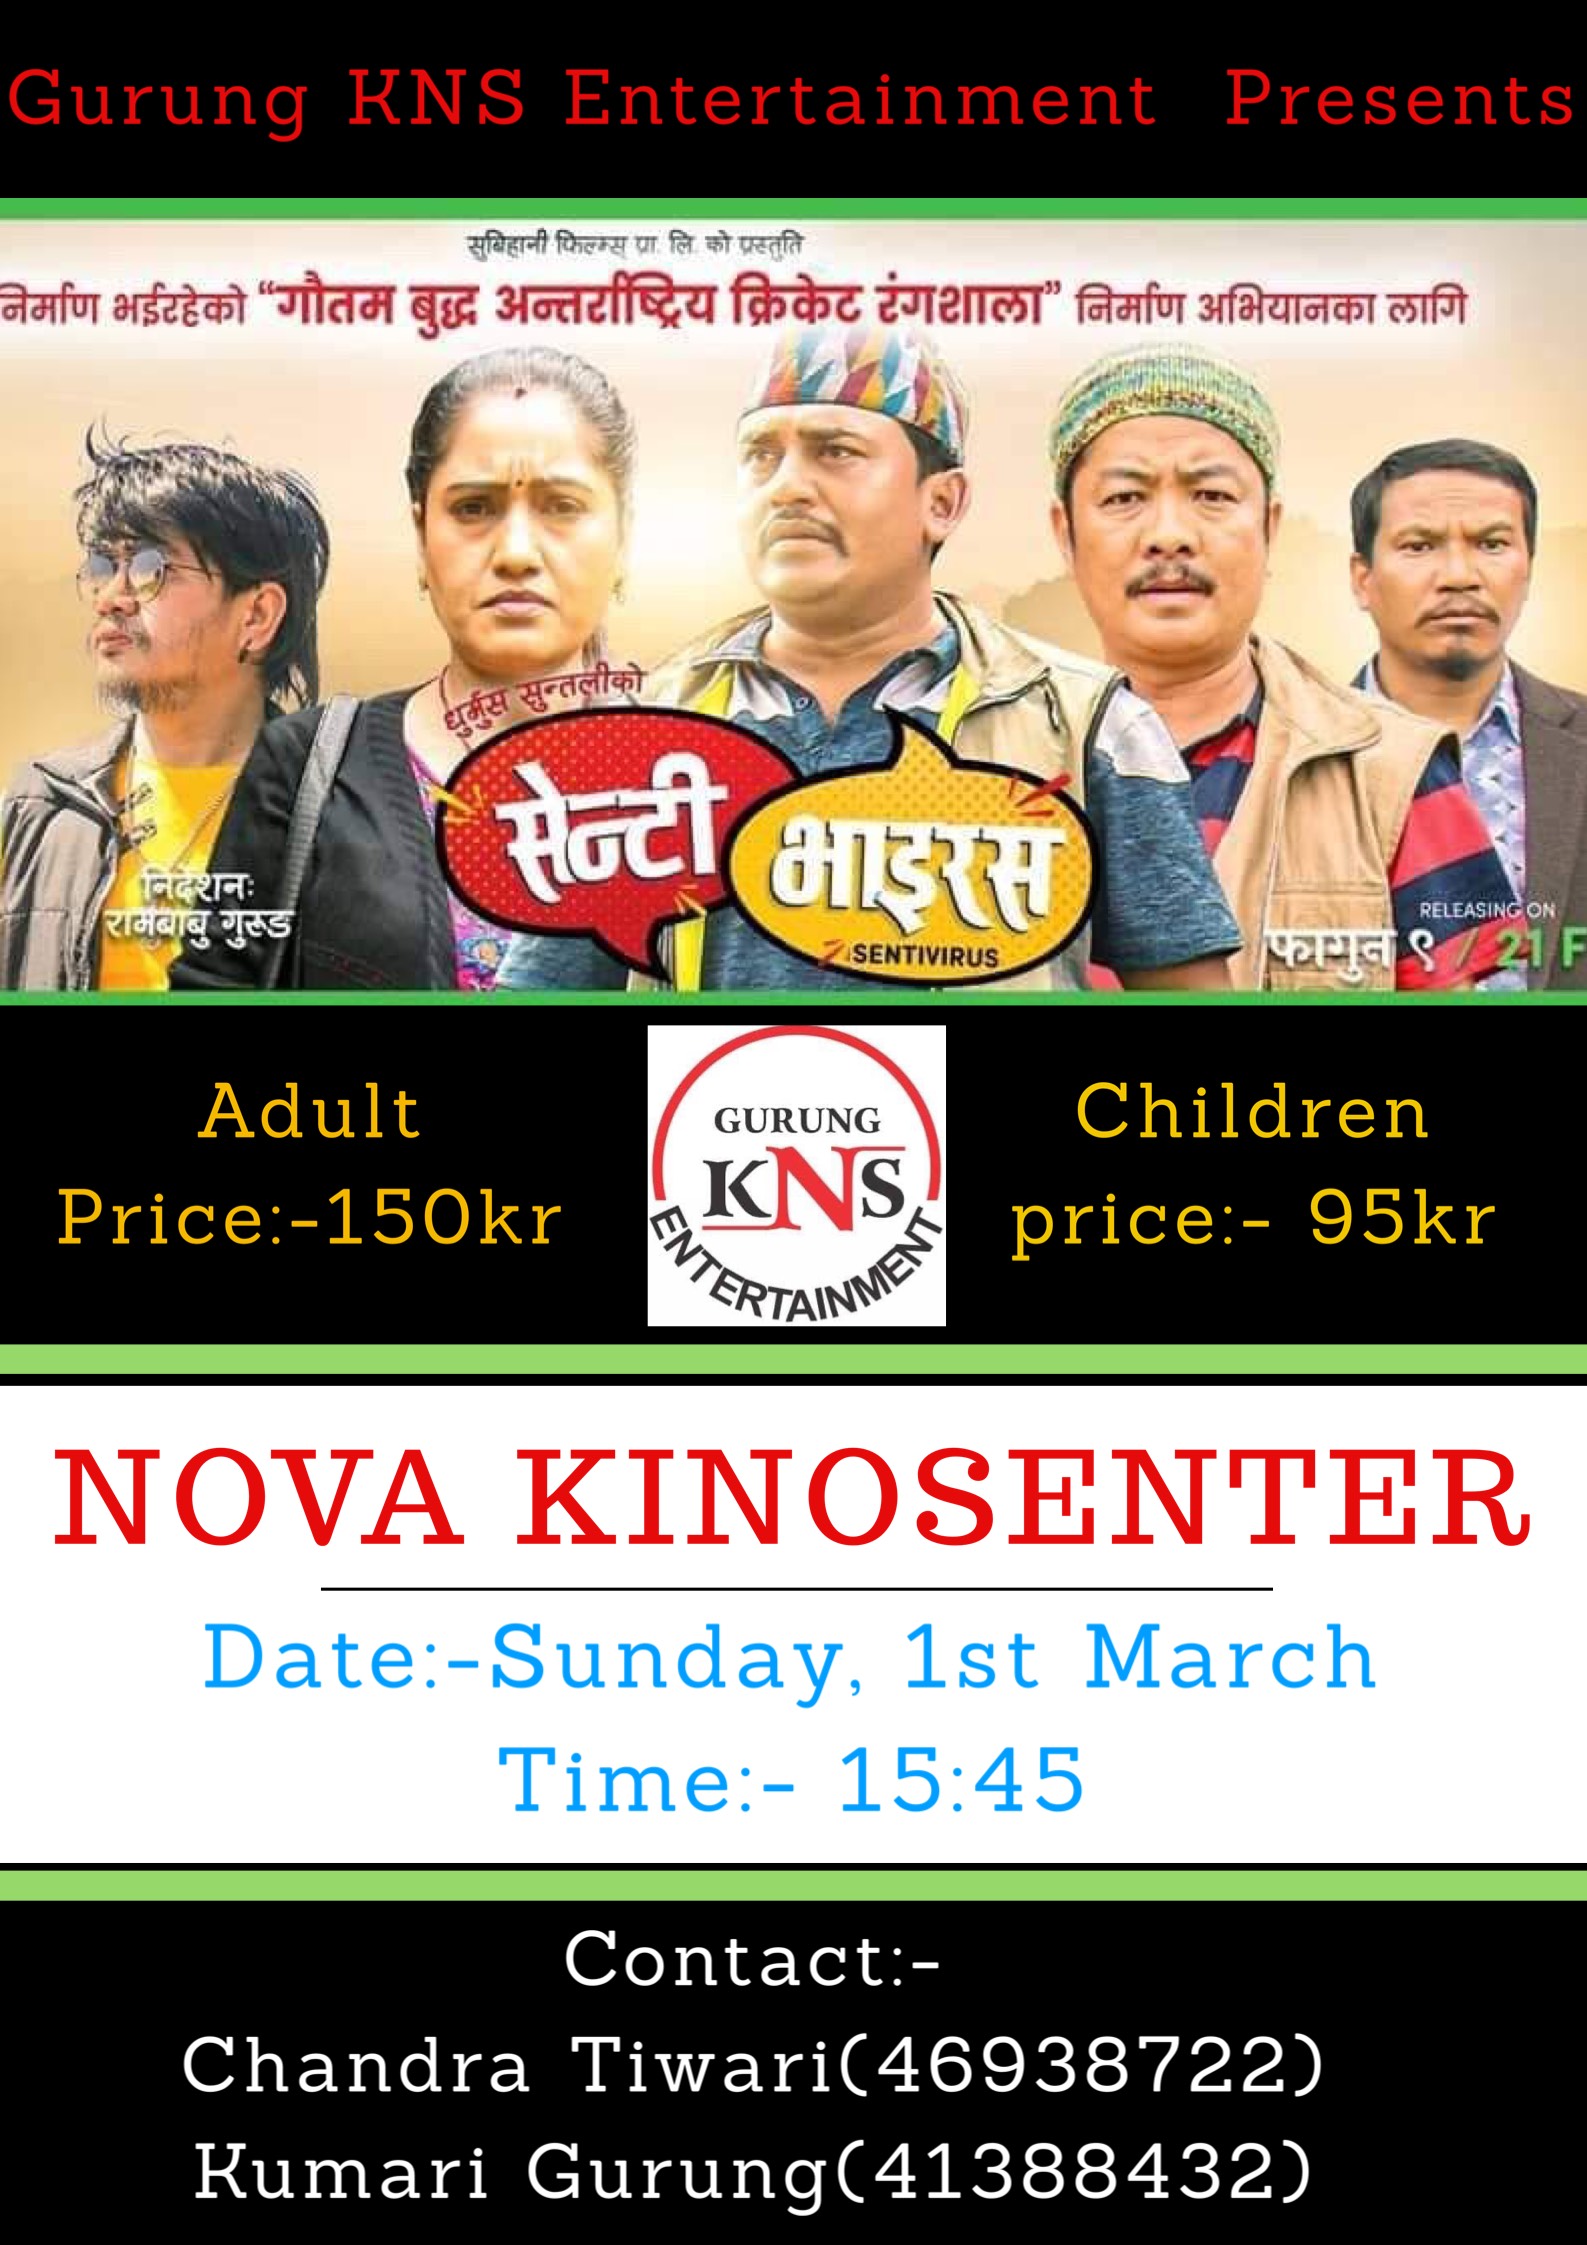 Gurung KNS Entertainment Presents
सुबिहानी फिल्म्स् प्रा. लि. को प्रस्तुति
निर्माण भईरहेको “गौतम बुद्ध अन्तर्राष्ट्रिय क्रिकेट रंगशाला” निर्माण अभियानका लागि
धुर्मुस सुन्तलीको
सेन्टी
भाइरस
SENTIVIRUS
निर्देशनः
रामबाबु गुरुङ
RELEASING ON
फागुन ९ / 21 F
Adult
Price:-150kr
GURUNG
KNS
ENTERTAINMENT
Children
price:- 95kr
NOVA KINOSENTER
Date:-Sunday, 1st March
Time:- 15:45
Contact:-
Chandra Tiwari(46938722)
Kumari Gurung(41388432)